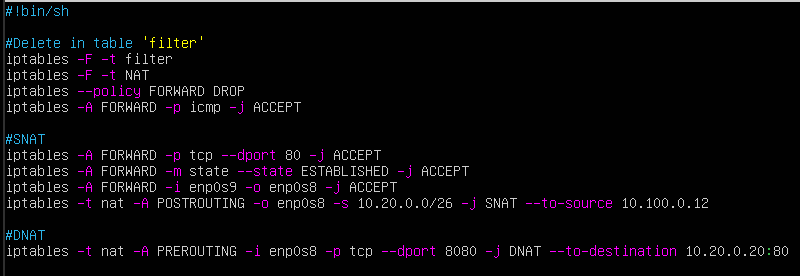 #!bin/sh
#Delete in table 'filter'
iptables -F -t filter
iptables -F -t NAT
iptables --policy FORWARD DROP
iptables -A FORWARD -p icmp -j ACCEPT
#SNAT
iptables -A FORWARD -p tcp --dport 80 -j ACCEPT
iptables -A FORWARD -m state --state ESTABLISHED -j ACCEPT
iptables -A FORWARD -i enp0s9 -o enp0s8 -j ACCEPT
iptables -t nat -A POSTROUTING -o enp0s8 -s 10.20.0.0/26 -j SNAT --to-source 10.100.0.12
#DNAT
iptables -t nat -A PREROUTING -i enp0s8 -p tcp --dport 8080 -j DNAT --to-destination 10.20.0.20:80